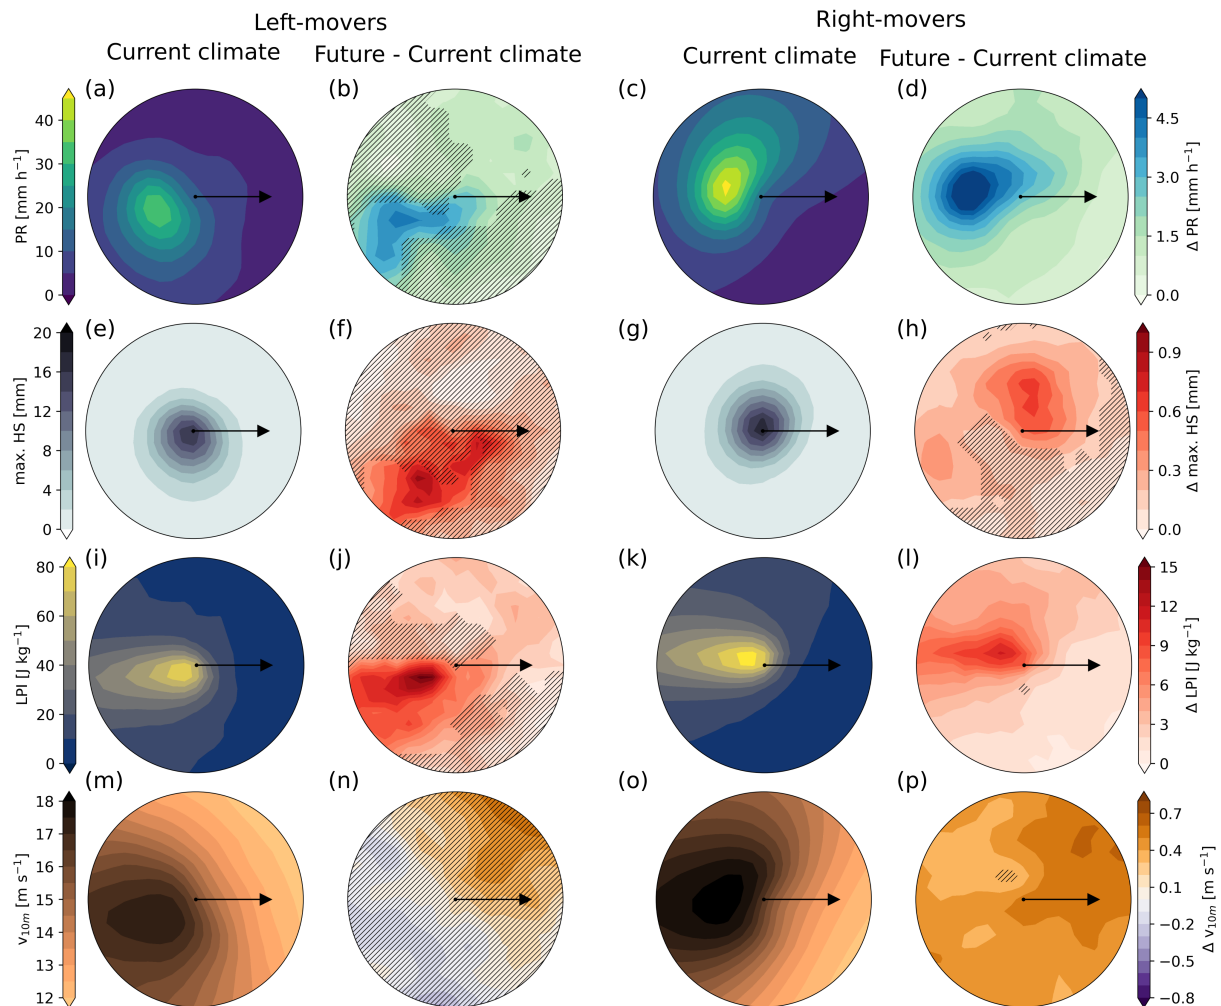 Left-movers
Right-movers
Current climate
Future - Current climate
Current climate
Future - Current climate
(a)
(b)
(c)
(d)
40
30
20
10
0
PR [mm h⁻¹]
4.5
3.0
1.5
0.0
Δ PR [mm h⁻¹]
(e)
(f)
(g)
(h)
20
16
12
8
4
0
max. HS [mm]
0.9
0.6
0.3
0.0
Δ max. HS [mm]
(i)
(j)
(k)
(l)
80
60
40
20
0
LPI [J kg⁻¹]
15
12
9
6
3
0
Δ LPI [J kg⁻¹]
(m)
(n)
(o)
(p)
18
17
16
15
14
13
12
v₁₀ₘ [m s⁻¹]
0.7
0.4
0.1
−0.2
−0.5
−0.8
Δ v₁₀ₘ [m s⁻¹]